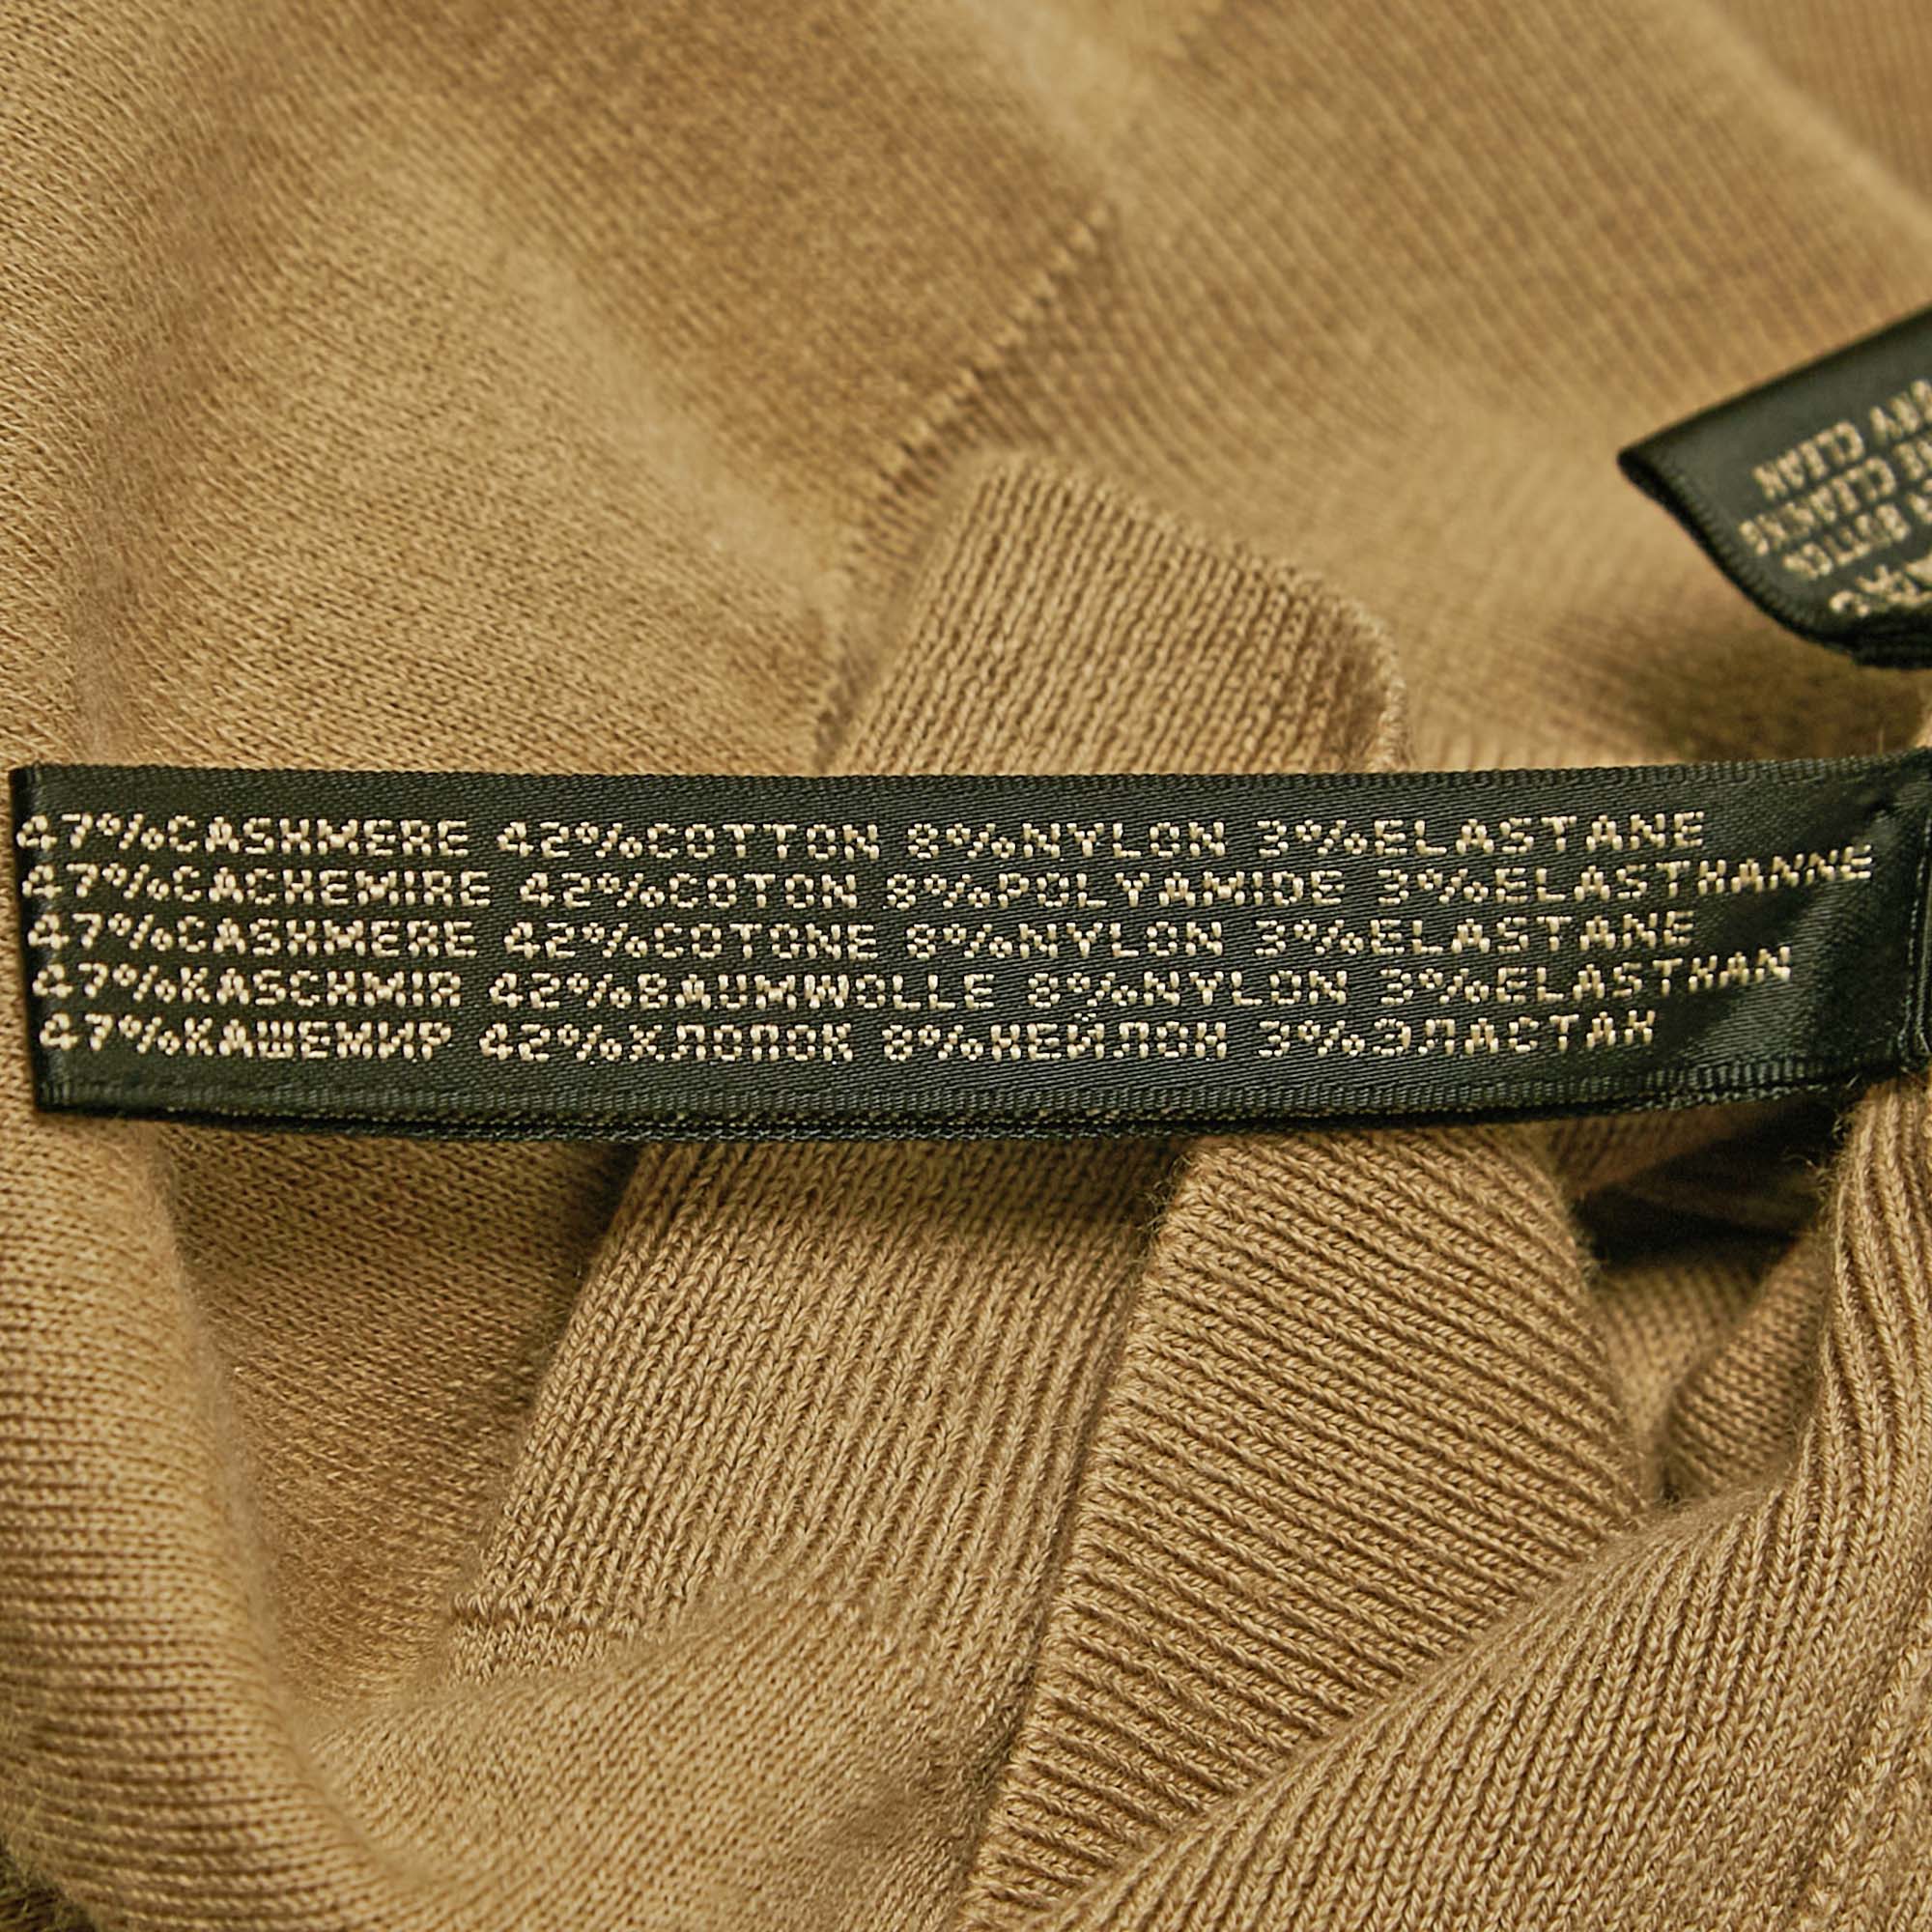 47%CASHMERE 42%COTTON 8%NYLON 3%ELASTANE
47%CACHEMIRE 42%COTON 8%POLYAMIDE 3%ELASTHANNE
47%CASHMERE 42%COTONE 8%NYLON 3%ELASTANE
47%KASCHMIR 42%BAUMWOLLE 8%NYLON 3%ELASTHAN
47%КАШЕМИР 42%ХЛОПОК 8%НЕЙЛОН 3%ЭЛАСТАН
CLEAN